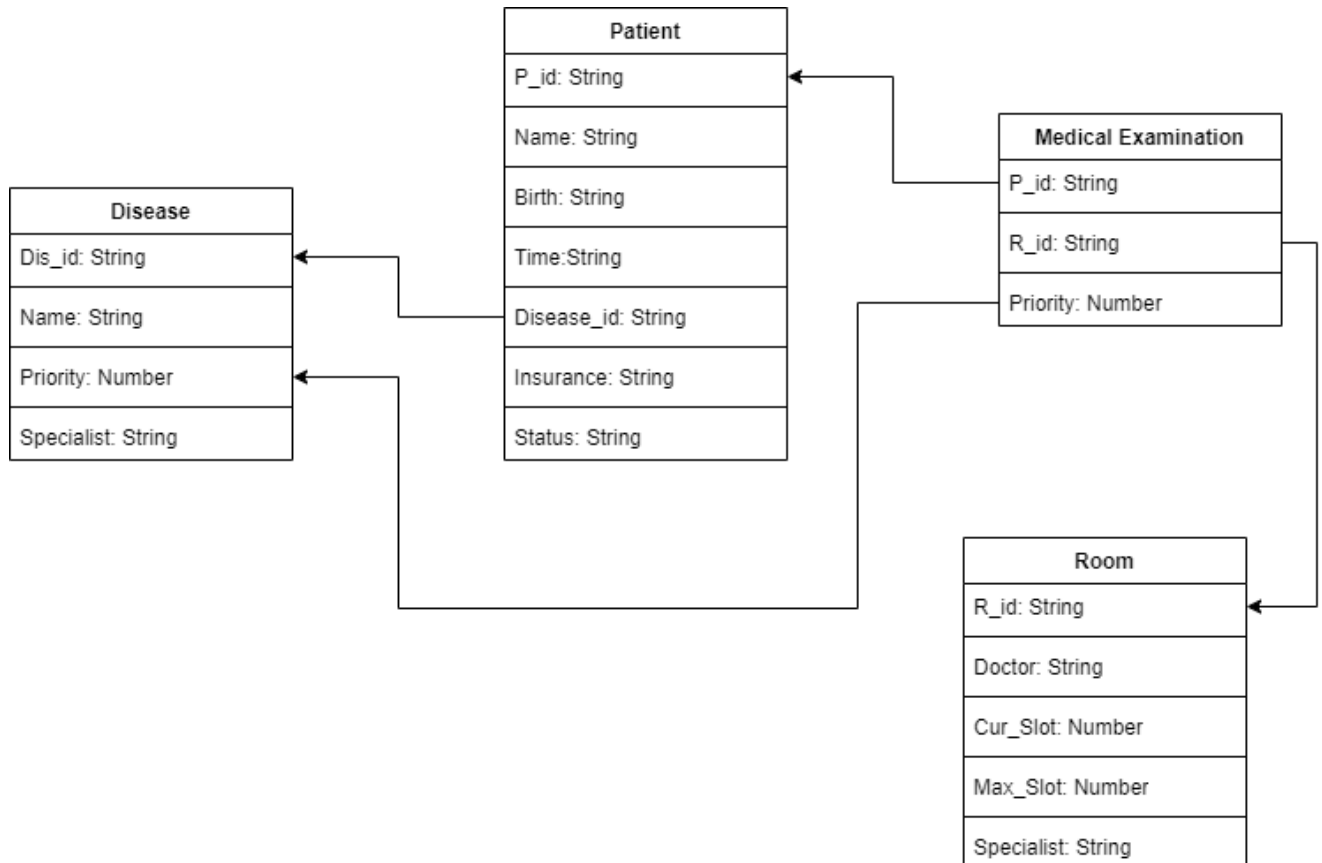 Patient
P_id: String
Name: String
Birth: String
Time:String
Disease_id: String
Insurance: String
Status: String
Medical Examination
P_id: String
R_id: String
Priority: Number
Disease
Dis_id: String
Name: String
Priority: Number
Specialist: String
Room
R_id: String
Doctor: String
Cur_Slot: Number
Max_Slot: Number
Specialist: String